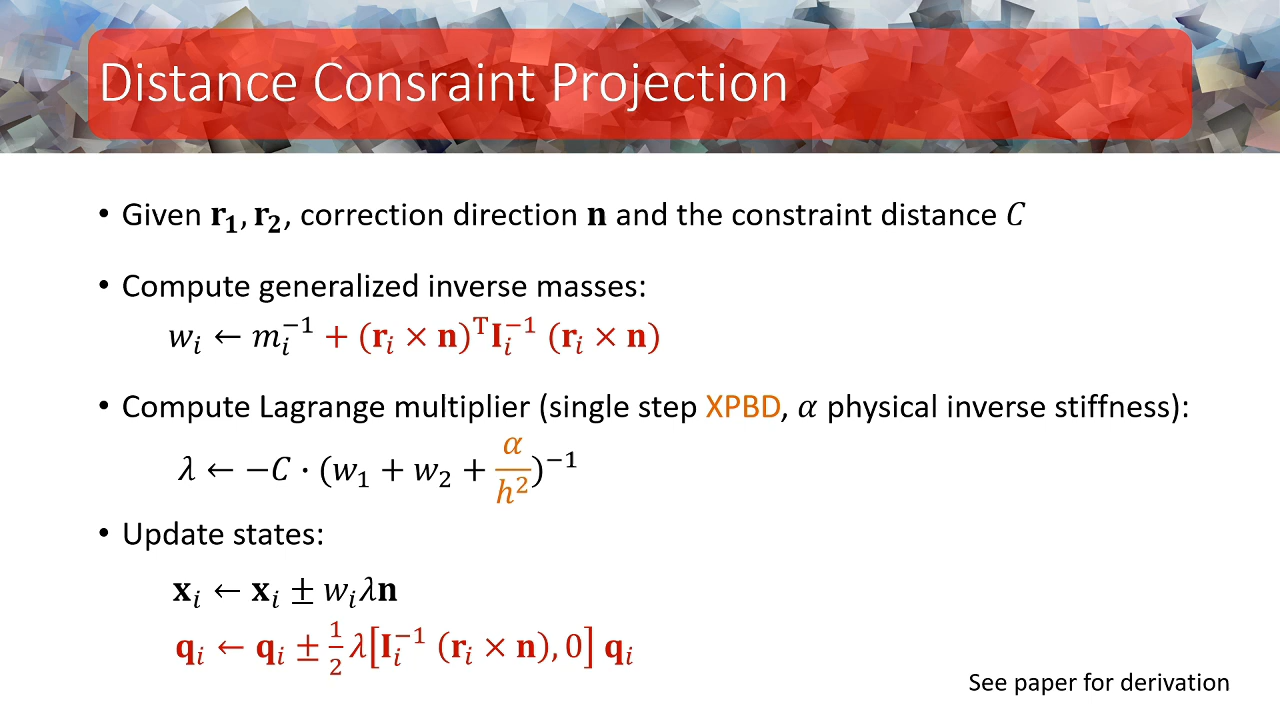 Distance Consraint Projection
• Given r₁, r₂, correction direction n and the constraint distance C
• Compute generalized inverse masses:
wᵢ ← mᵢ⁻¹ + (rᵢ × n)ᵀIᵢ⁻¹ (rᵢ × n)
• Compute Lagrange multiplier (single step XPBD, α physical inverse stiffness):
λ ← −C · (w₁ + w₂ + α/h²)⁻¹
• Update states:
xᵢ ← xᵢ ± wᵢλn
qᵢ ← qᵢ ± ½ λ[Iᵢ⁻¹ (rᵢ × n), 0] qᵢ
See paper for derivation